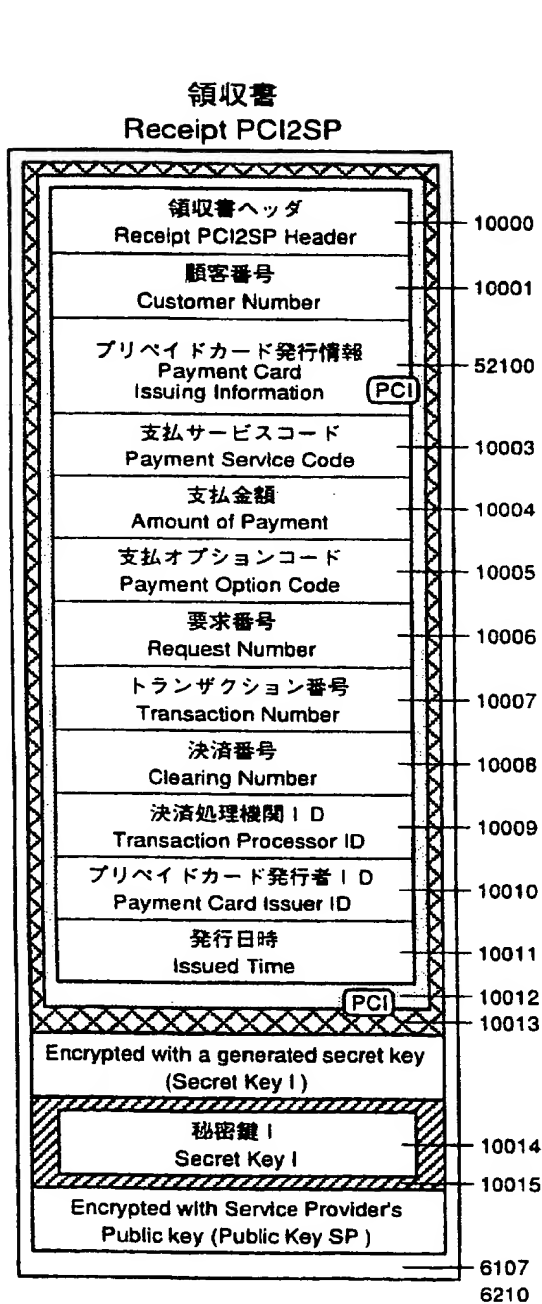 領収書
Receipt PCI2SP
領収書ヘッダ
Receipt PCI2SP Header
10000
顧客番号
Customer Number
10001
プリペイドカード発行情報
Payment Card
Issuing Information
PCI
52100
支払サービスコード
Payment Service Code
10003
支払金額
Amount of Payment
10004
支払オプションコード
Payment Option Code
10005
要求番号
Request Number
10006
トランザクション番号
Transaction Number
10007
決済番号
Clearing Number
10008
決済処理機関ID
Transaction Processor ID
10009
プリペイドカード発行者ID
Payment Card Issuer ID
10010
発行日時
Issued Time
10011
PCI
10012
10013
Encrypted with a generated secret key
(Secret Key I)
秘密鍵 I
Secret Key I
10014
10015
Encrypted with Service Provider's
Public key (Public Key SP)
6107
6210